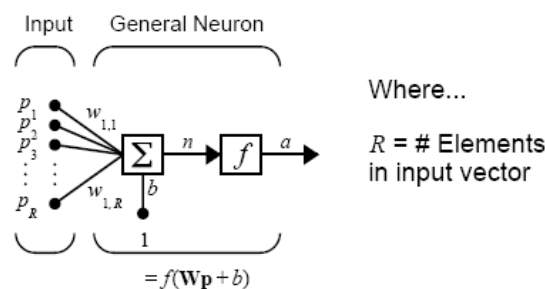 Input General Neuron
p1
p2
p3
w1,1
Σ n f a
w1,R b
pR
1
= f(Wp + b)
Where...
R = # Elements
in input vector